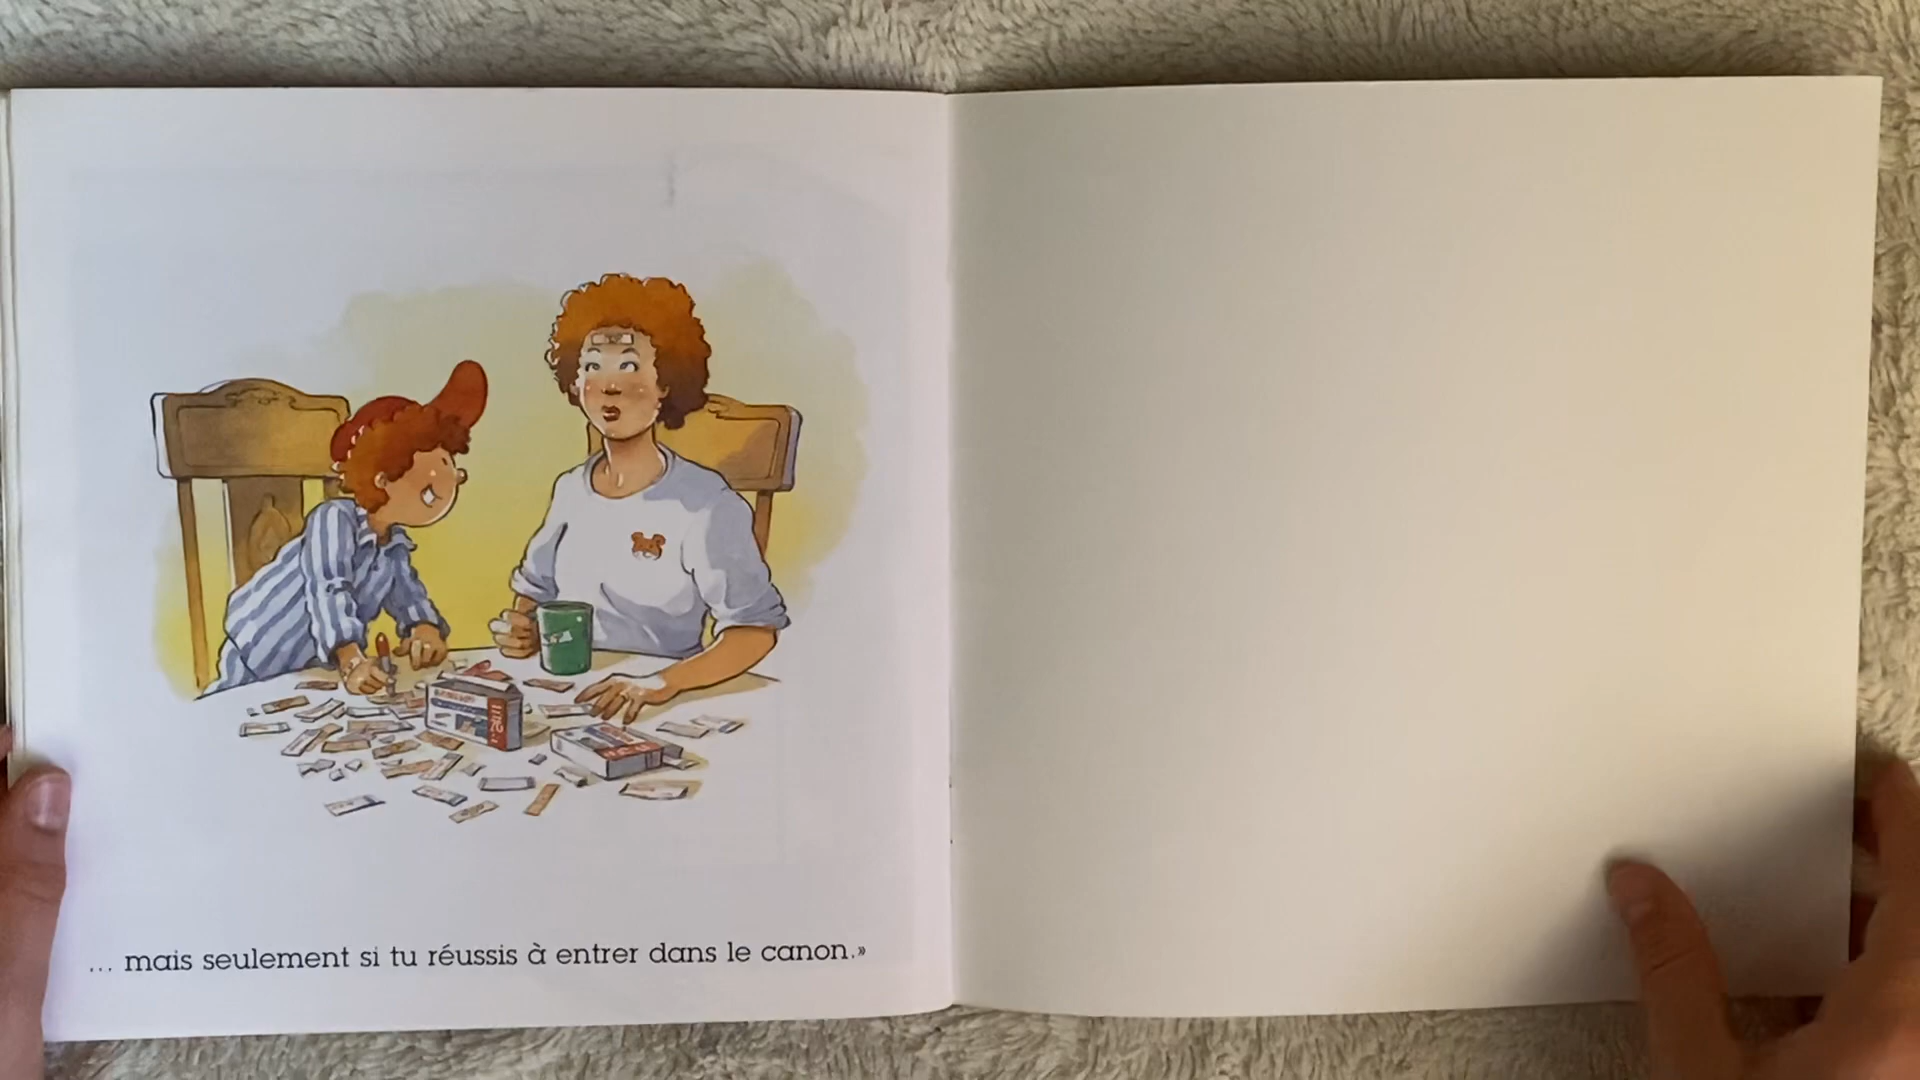 ... mais seulement si tu réussis à entrer dans le canon.»